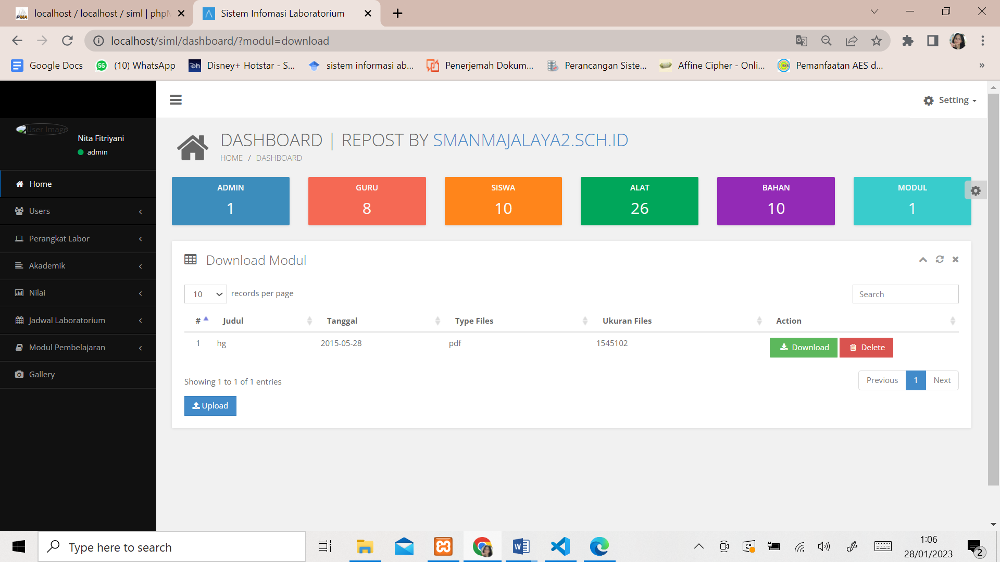 localhost / localhost / siml | phpM
Sistem Infomasi Laboratorium
localhost/siml/dashboard/?modul=download
Google Docs
56
(10) WhatsApp
Disney+ Hotstar - S...
sistem informasi ab...
Penerjemah Dokum...
Perancangan Siste...
Affine Cipher - Onli...
Pemanfaatan AES d...
»
Setting
User Image
Nita Fitriyani
admin
DASHBOARD | REPOST BY SMANMAJALAYA2.SCH.ID
HOME / DASHBOARD
Home
Users
Perangkat Labor
Akademik
Nilai
Jadwal Laboratorium
Modul Pembelajaran
Gallery
ADMIN
1
GURU
8
SISWA
10
ALAT
26
BAHAN
10
MODUL
1
Download Modul
10 records per page
Search
# Judul Tanggal Type Files Ukuran Files Action
1 hg 2015-05-28 pdf 1545102 Download Delete
Showing 1 to 1 of 1 entries
Previous 1 Next
Upload
Type here to search
1:06
28/01/2023
2